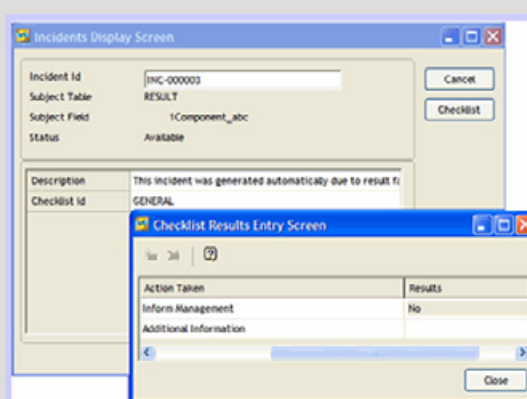 Incidents Display Screen
Incident Id INC-000003
Cancel
Subject Table RESULT
Subject Field 1Component_abc
Checklist
Status Available
Description This incident was generated automatically due to result fa
Checklist Id GENERAL
Checklist Results Entry Screen
Action Taken Results
Inform Management No
Additional Information
Close